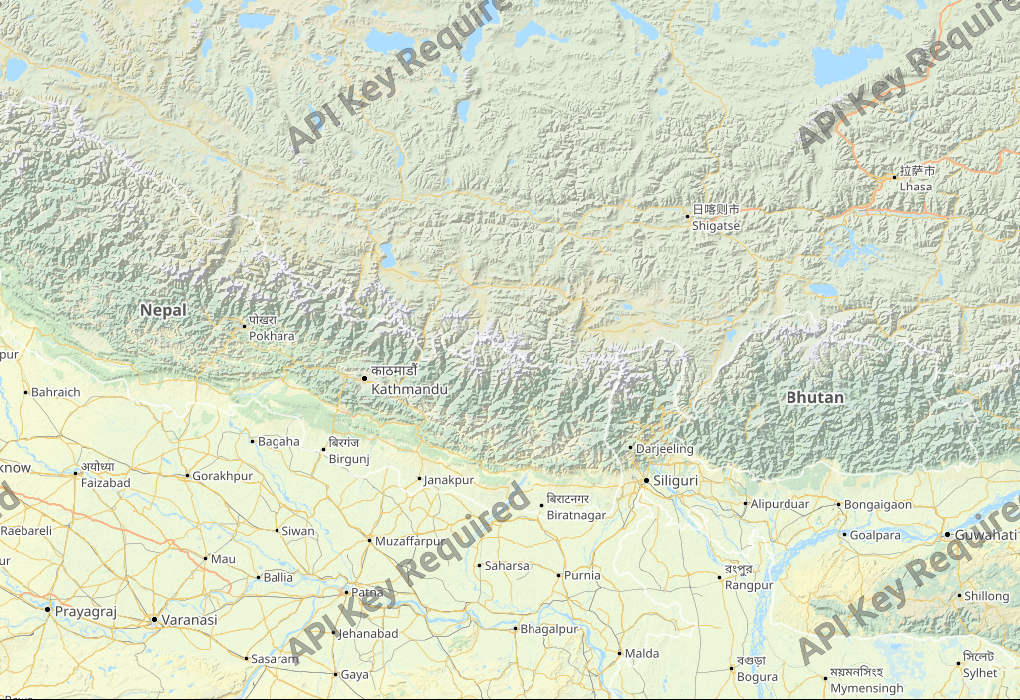 API Key Required
API Key Required
拉萨市
Lhasa
日喀则市
Shigatse
Nepal
पोखरा
Pokhara
pur
काठमाडौं
Kathmandu
Bahraich
Bhutan
Bagaha
बिरगंज
Birgunj
Darjeeling
know
अयोध्या
Faizabad
Gorakhpur
Janakpur
Siliguri
बिराटनगर
Biratnagar
Alipurduar
Bongaigaon
API Key Required
API Key Required
d
Raebareli
Siwan
Muzaffarpur
Goalpara
Guwahati
ur
Mau
Ballia
Saharsa
Purnia
রংপুর
Rangpur
Patna
Shillong
Prayagraj
Varanasi
Jehanabad
Bhagalpur
Sasaram
Gaya
Malda
বগুড়া
Bogura
ময়মনসিংহ
Mymensingh
সিলেট
Sylhet